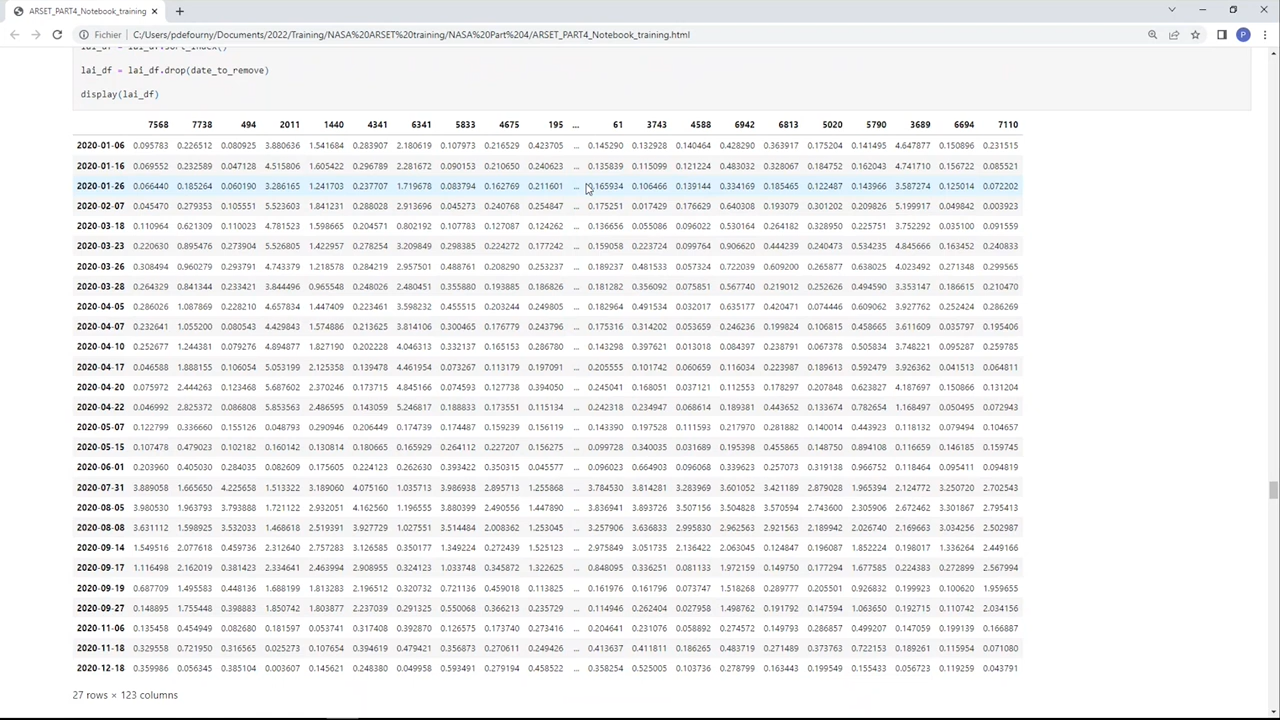 ARSET_PART4_Notebook_training
Fichier C:/Users/pdefourny/Documents/2022/Training/NASA%20ARSET%20training/NASA%20Part%204/ARSET_PART4_Notebook_training.html
P
lai_df = lai_df.sort_index()
lai_df = lai_df.drop(date_to_remove)
display(lai_df)
7568 7738 494 2011 1440 4341 6341 5833 4675 195 ... 61 3743 4588 6942 6813 5020 5790 3689 6694 7110
2020-01-06 0.095783 0.226512 0.080925 3.880636 1.541684 0.283907 2.180619 0.107973 0.216529 0.423705 ... 0.145290 0.132928 0.140464 0.428290 0.363917 0.175214 0.141495 4.647877 0.150896 0.231515
2020-01-16 0.069552 0.232589 0.047128 4.515806 1.605422 0.296789 2.281672 0.090153 0.210650 0.240623 ... 0.135839 0.115099 0.121224 0.483032 0.328067 0.184752 0.162043 4.741710 0.156722 0.085521
2020-01-26 0.066440 0.185264 0.060190 3.286165 1.241703 0.237707 1.719678 0.083794 0.162769 0.211601 ... 0.165934 0.106466 0.139144 0.334169 0.185465 0.122487 0.143966 3.587274 0.125014 0.072202
2020-02-07 0.045470 0.279353 0.105551 5.523603 1.841231 0.288028 2.913696 0.045273 0.240768 0.254847 ... 0.175251 0.017429 0.176629 0.640308 0.193079 0.301202 0.209826 5.199917 0.049842 0.003923
2020-03-18 0.110964 0.621309 0.110023 4.781523 1.598665 0.204571 0.802192 0.107783 0.127087 0.124262 ... 0.136656 0.055086 0.096022 0.530164 0.264182 0.328950 0.225751 3.752292 0.035100 0.091559
2020-03-23 0.220630 0.895476 0.273904 5.526805 1.422957 0.278254 3.209849 0.298385 0.224272 0.177242 ... 0.159058 0.223724 0.099764 0.906620 0.444239 0.240473 0.534235 4.845666 0.163452 0.240833
2020-03-26 0.308494 0.960279 0.293791 4.743379 1.218578 0.284219 2.957501 0.488761 0.208290 0.253237 ... 0.189237 0.481533 0.057324 0.722039 0.609200 0.265877 0.638025 4.023492 0.271348 0.299565
2020-03-28 0.264329 0.841344 0.233421 3.844496 0.965548 0.248026 2.480451 0.355880 0.193885 0.186826 ... 0.181282 0.356092 0.075851 0.567740 0.219012 0.252626 0.494590 3.353147 0.186615 0.210470
2020-04-05 0.286026 1.087869 0.228210 4.657834 1.447409 0.223461 3.598232 0.455515 0.203244 0.249805 ... 0.182964 0.491534 0.032017 0.635177 0.420471 0.074446 0.609062 3.927762 0.252424 0.286269
2020-04-07 0.232641 1.055200 0.080543 4.429843 1.574886 0.213625 3.814106 0.300465 0.176779 0.243796 ... 0.175316 0.314202 0.053659 0.246236 0.199824 0.106815 0.458665 3.611609 0.035797 0.195406
2020-04-10 0.252677 1.244381 0.079276 4.894877 1.827190 0.202228 4.046313 0.332137 0.165153 0.286780 ... 0.143298 0.397621 0.013018 0.084397 0.238791 0.067378 0.505834 3.748221 0.095287 0.259785
2020-04-17 0.046588 1.888155 0.106054 5.053199 2.125358 0.139478 4.461954 0.073267 0.113179 0.197091 ... 0.205555 0.101742 0.060659 0.116034 0.223987 0.189613 0.592479 3.926362 0.041513 0.064811
2020-04-20 0.075972 2.444263 0.123468 5.687602 2.370246 0.173715 4.845166 0.074593 0.127738 0.394050 ... 0.245041 0.168051 0.037121 0.112553 0.178297 0.207848 0.623827 4.187697 0.150866 0.131204
2020-04-22 0.046992 2.825372 0.086808 5.853563 2.486595 0.143059 5.246817 0.188833 0.173551 0.115134 ... 0.242318 0.234947 0.068614 0.189381 0.443652 0.133674 0.782654 1.168497 0.050495 0.072943
2020-05-07 0.122799 0.336660 0.155126 0.048793 0.290946 0.206449 0.174739 0.174487 0.159239 0.156119 ... 0.143390 0.197528 0.111593 0.217970 0.281882 0.140014 0.443923 0.118132 0.079494 0.104657
2020-05-15 0.107478 0.479023 0.102182 0.160142 0.130814 0.180665 0.165929 0.264112 0.227207 0.156275 ... 0.099728 0.340035 0.031689 0.195398 0.455865 0.148750 0.894108 0.116659 0.146185 0.159745
2020-06-01 0.203960 0.405030 0.284035 0.082609 0.175605 0.224123 0.262630 0.393422 0.350315 0.045577 ... 0.096023 0.664903 0.096068 0.339623 0.257073 0.319138 0.966752 0.118464 0.095411 0.094819
2020-07-31 3.889058 1.665650 4.225658 1.513322 3.189060 4.075160 1.035713 3.986938 2.895713 1.255868 ... 3.784530 3.814281 3.283969 3.601052 3.421189 2.879028 1.965394 2.124772 3.250720 2.702543
2020-08-05 3.980530 1.963793 3.793888 1.721122 2.932051 4.162560 1.196555 3.880399 2.490556 1.447890 ... 3.836941 3.893726 3.507156 3.504828 3.570594 2.743600 2.305906 2.672462 3.301867 2.795413
2020-08-08 3.631112 1.598925 3.532033 1.468618 2.519391 3.927729 1.027551 3.514484 2.008362 1.253045 ... 3.257906 3.636833 2.995830 2.962563 2.921563 2.189942 2.026740 2.169663 3.034256 2.502987
2020-09-14 1.549516 2.077618 0.459736 2.312640 2.757283 3.126585 0.350177 1.349224 0.272439 1.525123 ... 2.975849 3.051735 2.136422 2.063045 0.124847 0.196087 1.852224 0.198017 1.336264 2.449166
2020-09-17 1.116498 2.162019 0.381423 2.334641 2.463994 2.908955 0.324123 1.033748 0.345872 1.322625 ... 0.848095 0.336251 0.081133 1.972159 0.149750 0.177294 1.677585 0.224383 0.272899 2.567994
2020-09-19 0.687709 1.495583 0.448136 1.688199 1.813283 2.196512 0.320732 0.721136 0.459018 0.113825 ... 0.161976 0.161796 0.073747 1.518268 0.289777 0.205501 0.926832 0.199923 0.100620 1.959655
2020-09-27 0.148895 1.755448 0.398883 1.850742 1.803877 2.237039 0.291325 0.550068 0.366213 0.235729 ... 0.114946 0.262404 0.027958 1.498762 0.191792 0.147594 1.063650 0.192715 0.110742 2.034156
2020-11-06 0.135458 0.454949 0.082680 0.181597 0.053741 0.317408 0.392870 0.126575 0.173740 0.273416 ... 0.204641 0.231076 0.058892 0.274572 0.149793 0.286857 0.499207 0.147059 0.199139 0.166887
2020-11-18 0.329558 0.721950 0.316565 0.025273 0.107654 0.394619 0.479421 0.356873 0.270611 0.249426 ... 0.413637 0.411811 0.186265 0.483719 0.271489 0.373763 0.722153 0.189261 0.115954 0.071080
2020-12-18 0.359986 0.056345 0.385104 0.003607 0.145621 0.248380 0.049958 0.593491 0.279194 0.458522 ... 0.358254 0.525005 0.103736 0.278799 0.163443 0.199549 0.155433 0.056723 0.119259 0.043791
27 rows × 123 columns